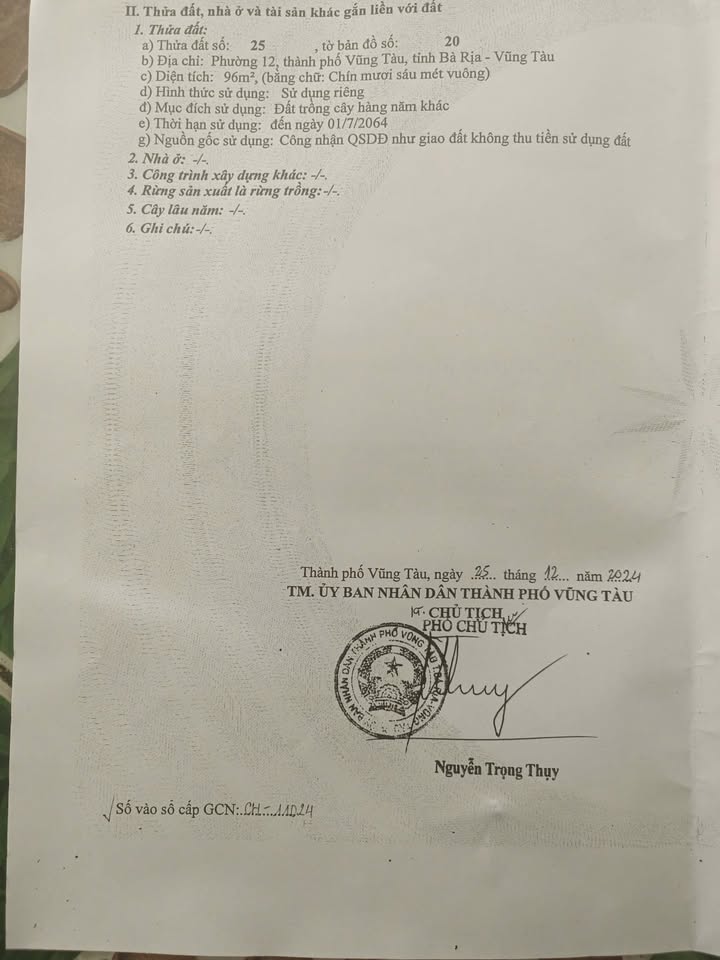 II. Thửa đất, nhà ở và tài sản khác gắn liền với đất
1. Thửa đất:
a) Thửa đất số: 25 , tờ bản đồ số: 20
b) Địa chỉ: Phường 12, thành phố Vũng Tàu, tỉnh Bà Rịa - Vũng Tàu
c) Diện tích: 96m², (bằng chữ: Chín mươi sáu mét vuông)
d) Hình thức sử dụng: Sử dụng riêng
đ) Mục đích sử dụng: Đất trồng cây hàng năm khác
e) Thời hạn sử dụng: đến ngày 01/7/2064
g) Nguồn gốc sử dụng: Công nhận QSDĐ như giao đất không thu tiền sử dụng đất
2. Nhà ở: -/-.
3. Công trình xây dựng khác: -/-.
4. Rừng sản xuất là rừng trồng:-/-.
5. Cây lâu năm: -/-.
6. Ghi chú:-/-.
Thành phố Vũng Tàu, ngày 25 tháng 12 năm 2024
TM. ỦY BAN NHÂN DÂN THÀNH PHỐ VŨNG TÀU
KT. CHỦ TỊCH
PHÓ CHỦ TỊCH
Nguyễn Trọng Thụy
Số vào sổ cấp GCN:.CH-.11024